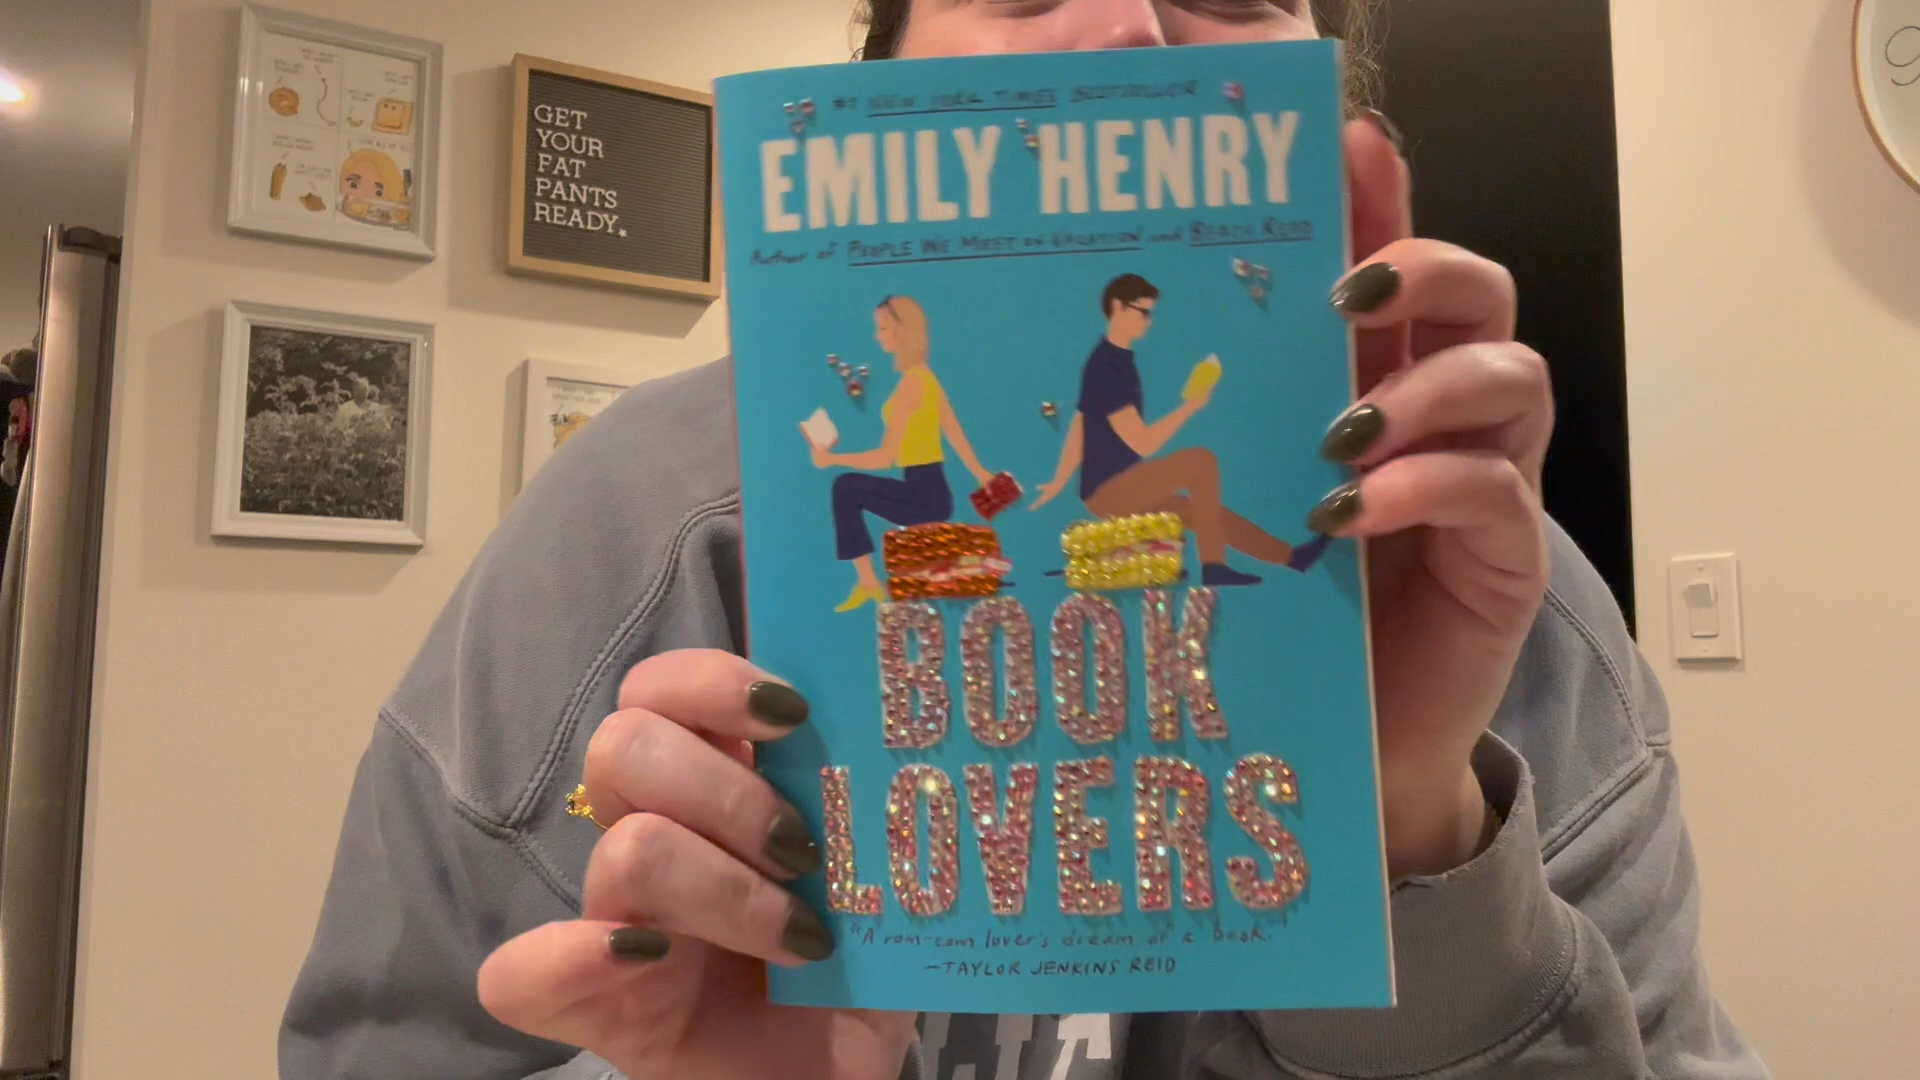 GET
YOUR
FAT
PANTS
READY.
#1 NEW YORK TIMES BESTSELLER
EMILY HENRY
Author of PEOPLE WE MEET ON VACATION and BEACH READ
BOOK
LOVERS
"A rom-com lover's dream of a book."
—TAYLOR JENKINS REID